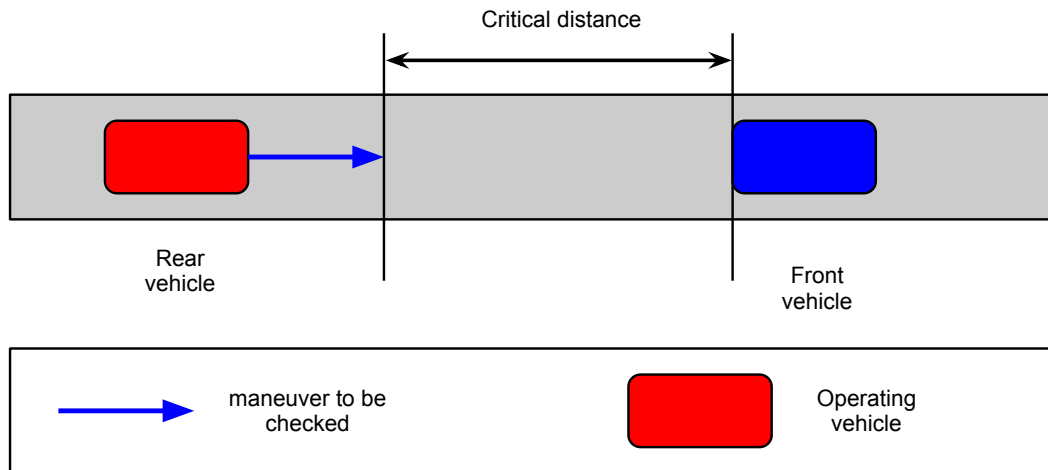 Critical distance
Rear
vehicle
Front
vehicle
maneuver to be
checked
Operating
vehicle